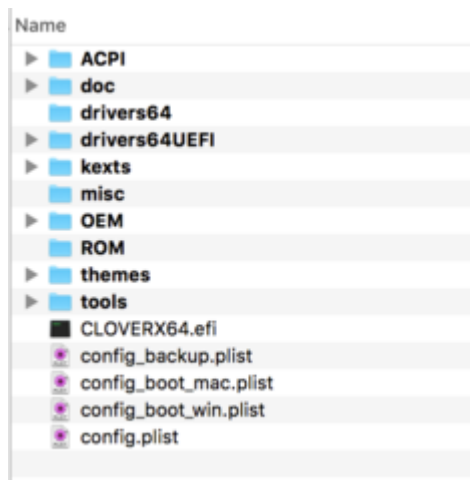 Name
ACPI
doc
drivers64
drivers64UEFI
kexts
misc
OEM
ROM
themes
tools
CLOVERX64.efi
config_backup.plist
config_boot_mac.plist
config_boot_win.plist
config.plist